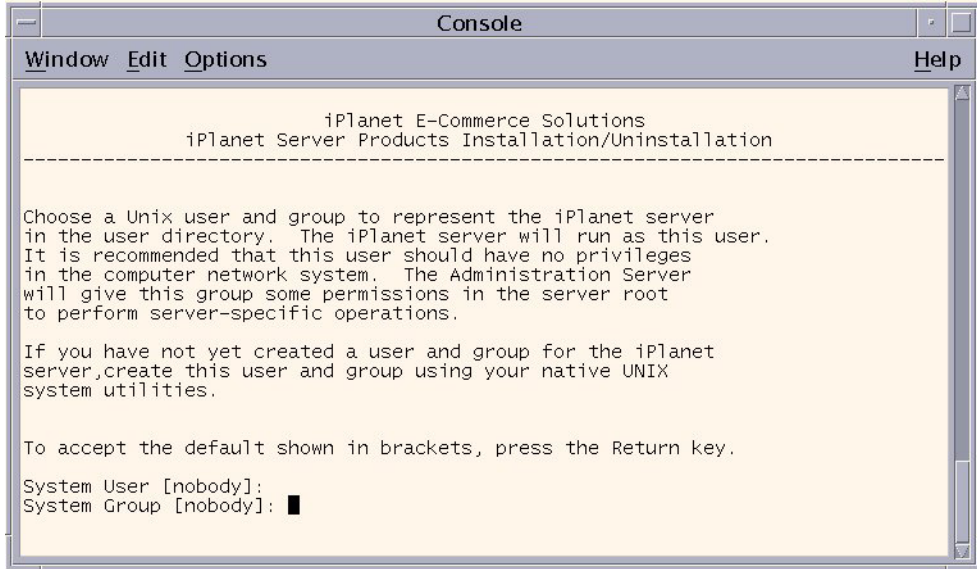 Console
Window Edit Options Help
iPlanet E-Commerce Solutions
iPlanet Server Products Installation/Uninstallation
--------------------------------------------------------------------------------
Choose a Unix user and group to represent the iPlanet server
in the user directory.  The iPlanet server will run as this user.
It is recommended that this user should have no privileges
in the computer network system.  The Administration Server
will give this group some permissions in the server root
to perform server-specific operations.
If you have not yet created a user and group for the iPlanet
server,create this user and group using your native UNIX
system utilities.
To accept the default shown in brackets, press the Return key.
System User [nobody]:
System Group [nobody]: